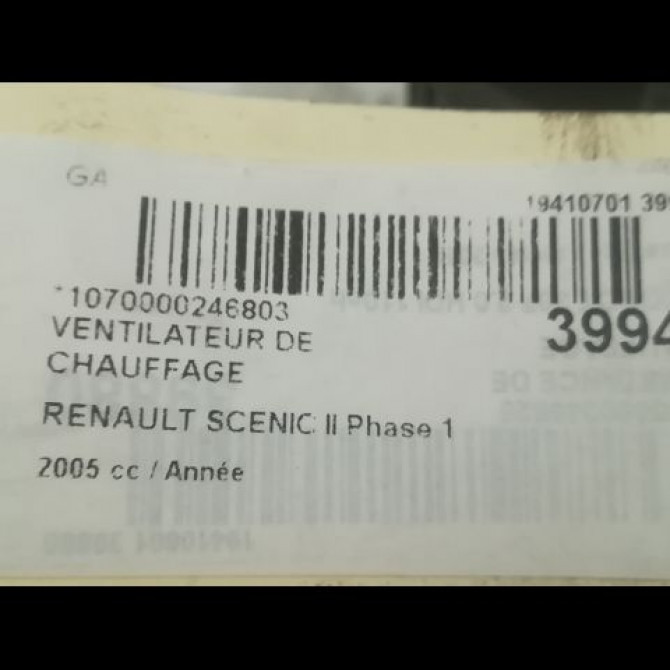 GA
19410701 39
*1070000246803
3994
VENTILATEUR DE
CHAUFFAGE
RENAULT SCENIC II Phase 1
2005 cc / Année